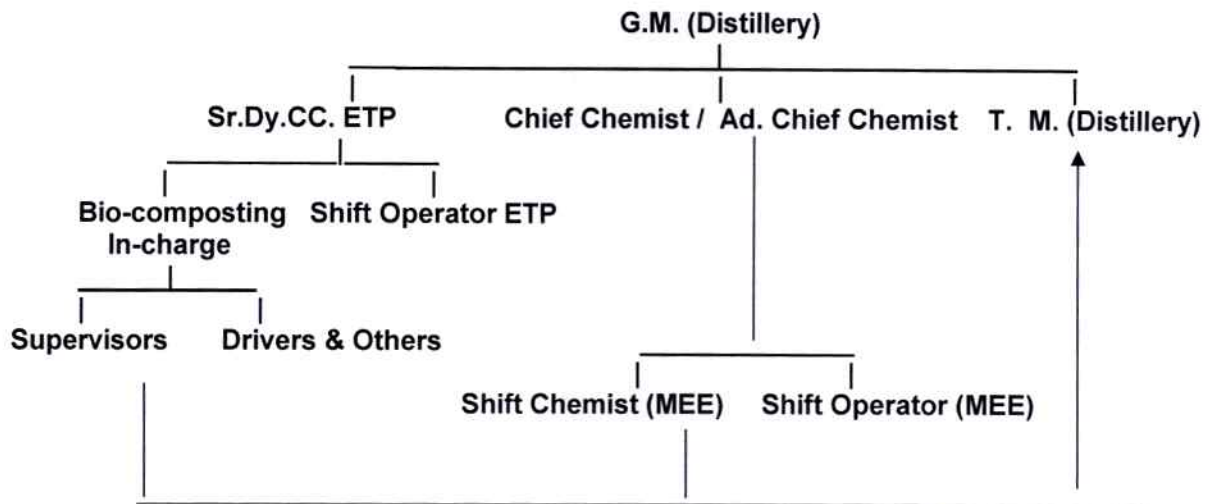 G.M. (Distillery)
Sr.Dy.CC. ETP Chief Chemist / Ad. Chief Chemist T. M. (Distillery)
Bio-composting Shift Operator ETP
In-charge
Supervisors Drivers & Others
Shift Chemist (MEE) Shift Operator (MEE)